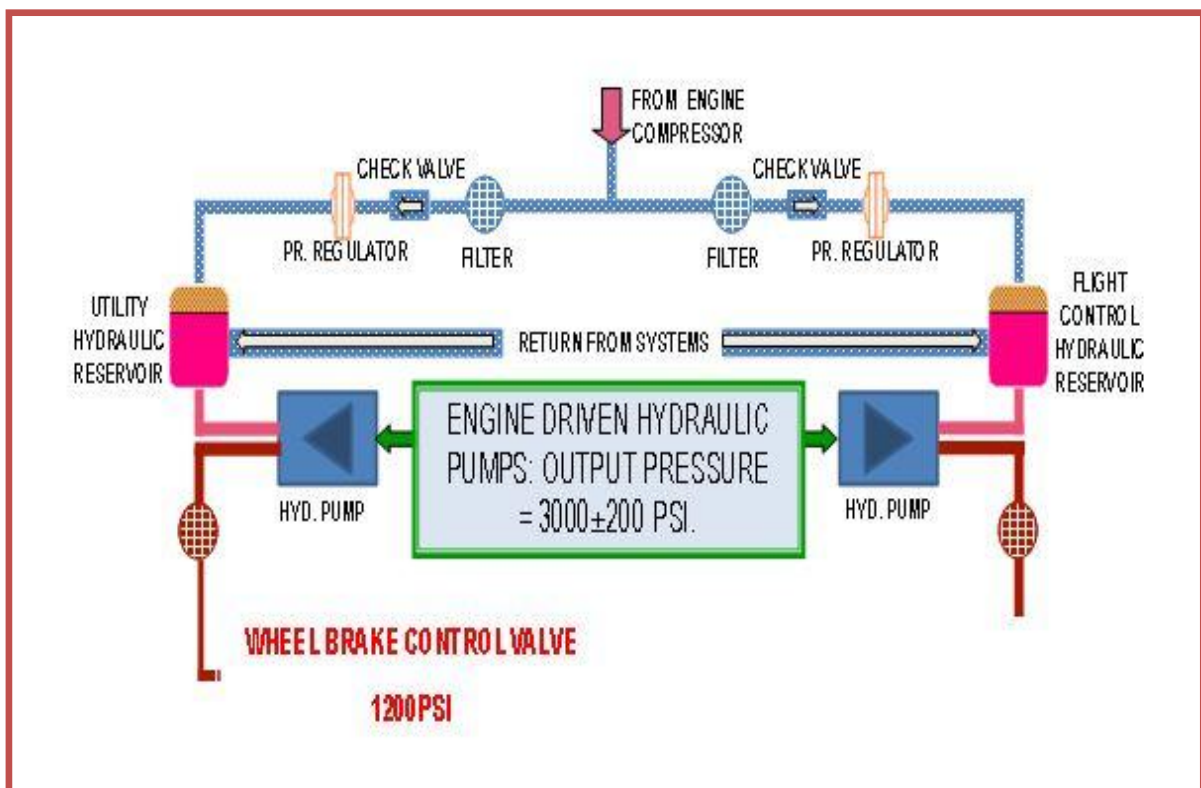 FROM ENGINE
COMPRESSOR
CHECK VALVE
CHECK VALVE
PR. REGULATOR
FILTER
FILTER
PR. REGULATOR
UTILITY
HYDRAULIC
RESERVOIR
RETURN FROM SYSTEMS
FLIGHT
CONTROL
HYDRAULIC
RESERVOIR
ENGINE DRIVEN HYDRAULIC
PUMPS: OUTPUT PRESSURE
= 3000±200 PSI.
HYD. PUMP
HYD. PUMP
WHEEL BRAKE CONTROL VALVE
1200 PSI